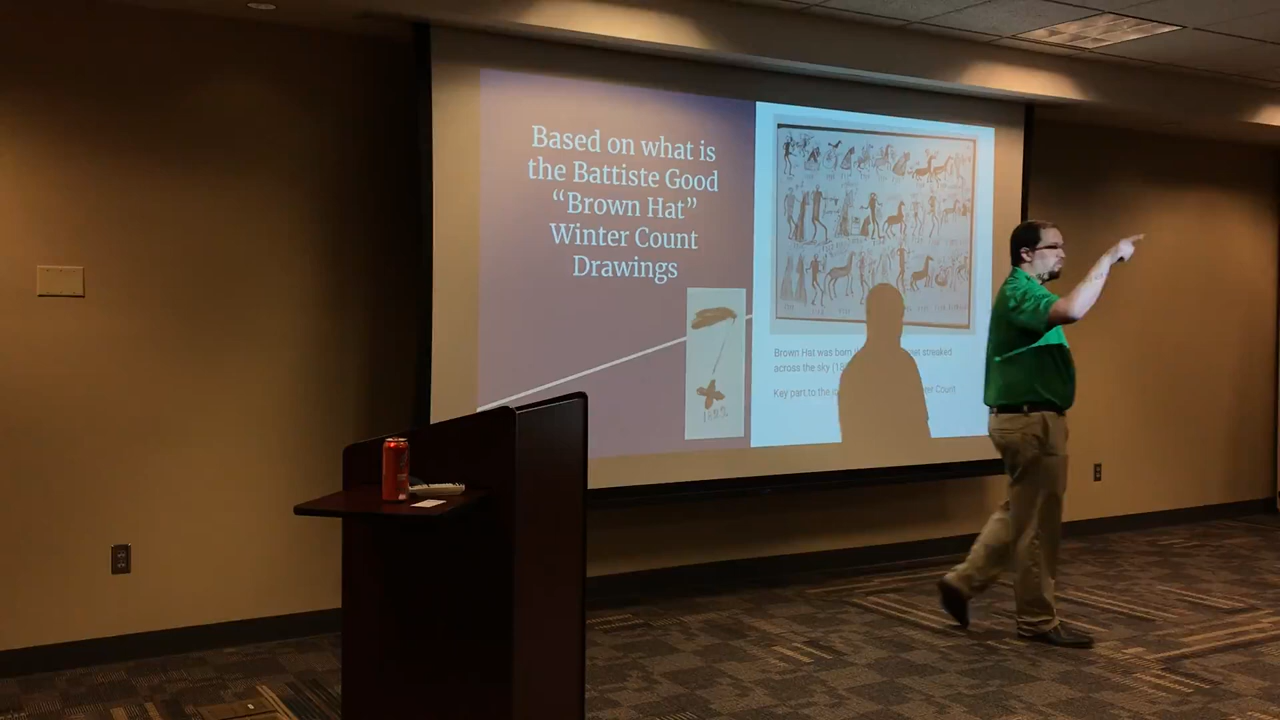 Based on what is
the Battiste Good
“Brown Hat”
Winter Count
Drawings
Brown Hat was born streaked
across the sky (18
Key part to the Count